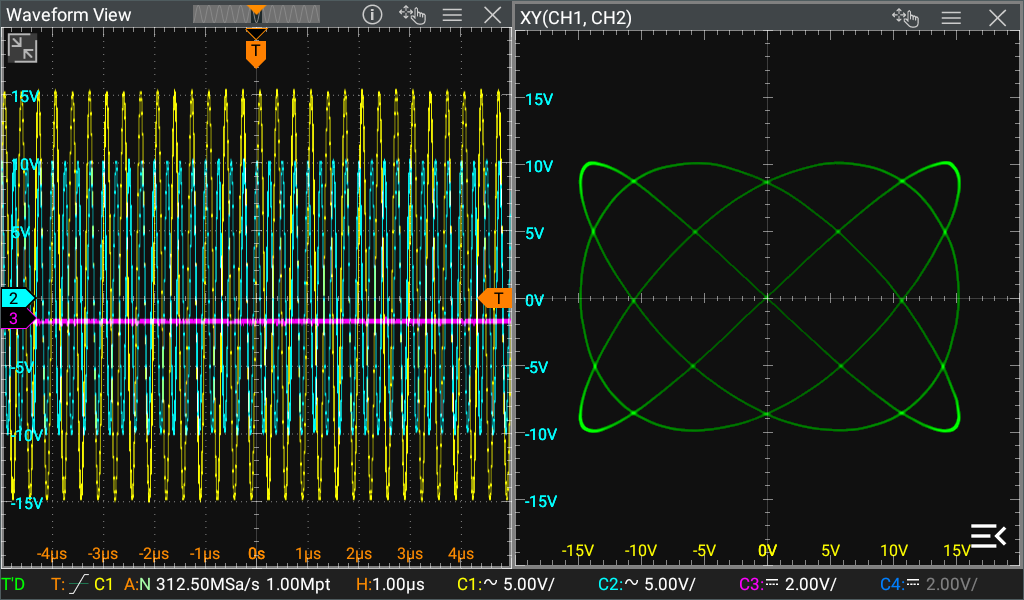 Waveform View
M
XY(CH1, CH2)
T
15V
10V
5V
2
T
3
-5V
-10V
-15V
-4µs -3µs -2µs -1µs 0s 1µs 2µs 3µs 4µs
15V
10V
5V
0V
-5V
-10V
-15V
-15V -10V -5V 0V 5V 10V 15V
T'D T: C1 A:N 312.50MSa/s 1.00Mpt H:1.00µs C1:~ 5.00V/ C2:~ 5.00V/ C3: 2.00V/ C4: 2.00V/